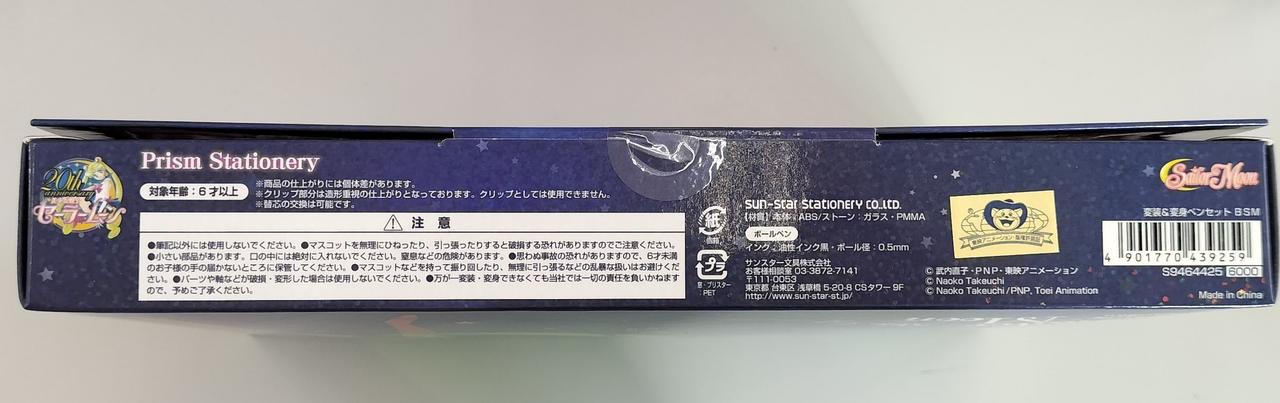 20th
anniversary
セーラームーン
Prism Stationery
対象年齢：6才以上
※商品の仕上がりには個体差があります。
※クリップ部分は造形重視の仕上がりとなっております。クリップとしては使用できません。
※替芯の交換は可能です。
注 意
●筆記以外には使用しないでください。●マスコットを無理にひねったり、引っ張ったりすると破損する恐れがありますのでご注意ください。
●小さい部品があります。口の中には絶対に入れないでください。窒息などの危険があります。●思わぬ事故の恐れがありますので、6才未満
のお子様の手の届かないところに保管してください。●マスコットなどを持って振り回したり、無理に引っ張るなどの乱暴な扱いはお避けくだ
さい。●パーツや軸などが破損・変形した場合は使用しないでください。●万が一変装・変身できなくても当社では一切の責任を負いかねます
ので、予めご了承ください。
紙
プラ
窓・ブリスター
PET
sun-star Stationery CO.,LTD.
【材質】本体：ABS/ストーン：ガラス・PMMA
ボールペン
インク：油性インク黒・ボール径：0.5mm
サンスター文具株式会社
お客様相談室 03-3872-7141
〒111-0053
東京都 台東区 浅草橋 5-20-8 CSタワー 9F
http://www.sun-star-st.jp/
東映アニメーション・版権許諾証
© 武内直子・PNP・東映アニメーション
© Naoko Takeuchi
© Naoko Takeuchi/PNP, Toei Animation
Sailor Moon
変装&変身ペンセット BSM
4 901770 439259
S9464425 6000
Made in China